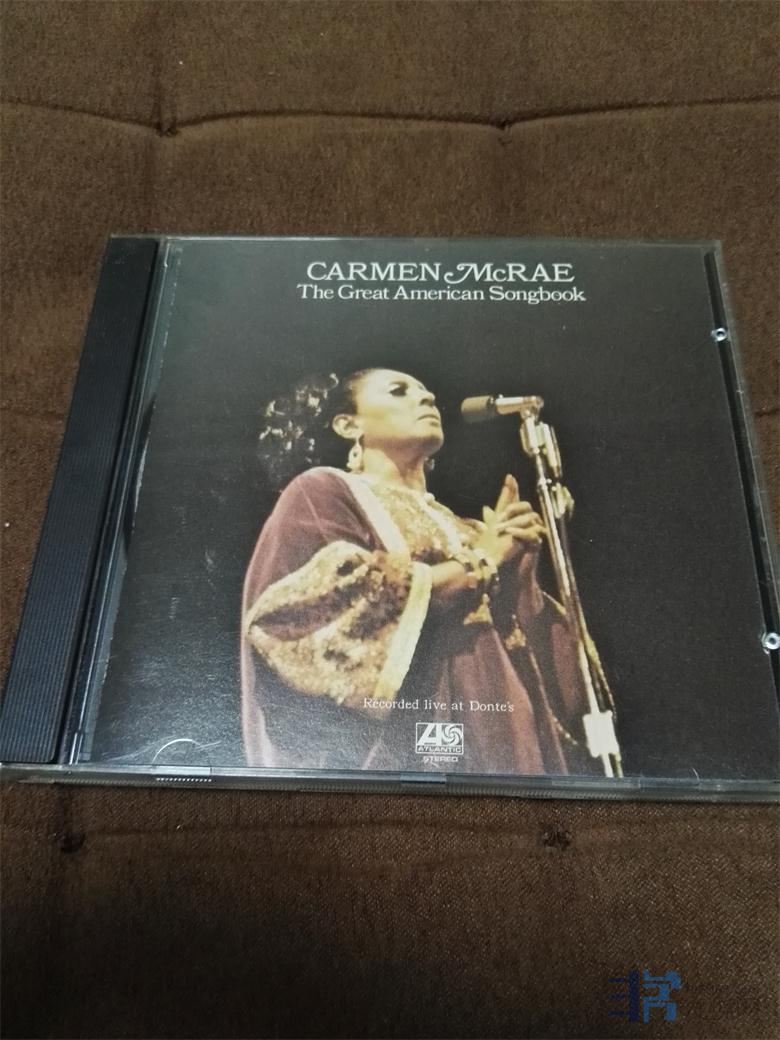 CARMEN McRAE
The Great American Songbook
Recorded live at Donte's
ATLANTIC
STEREO